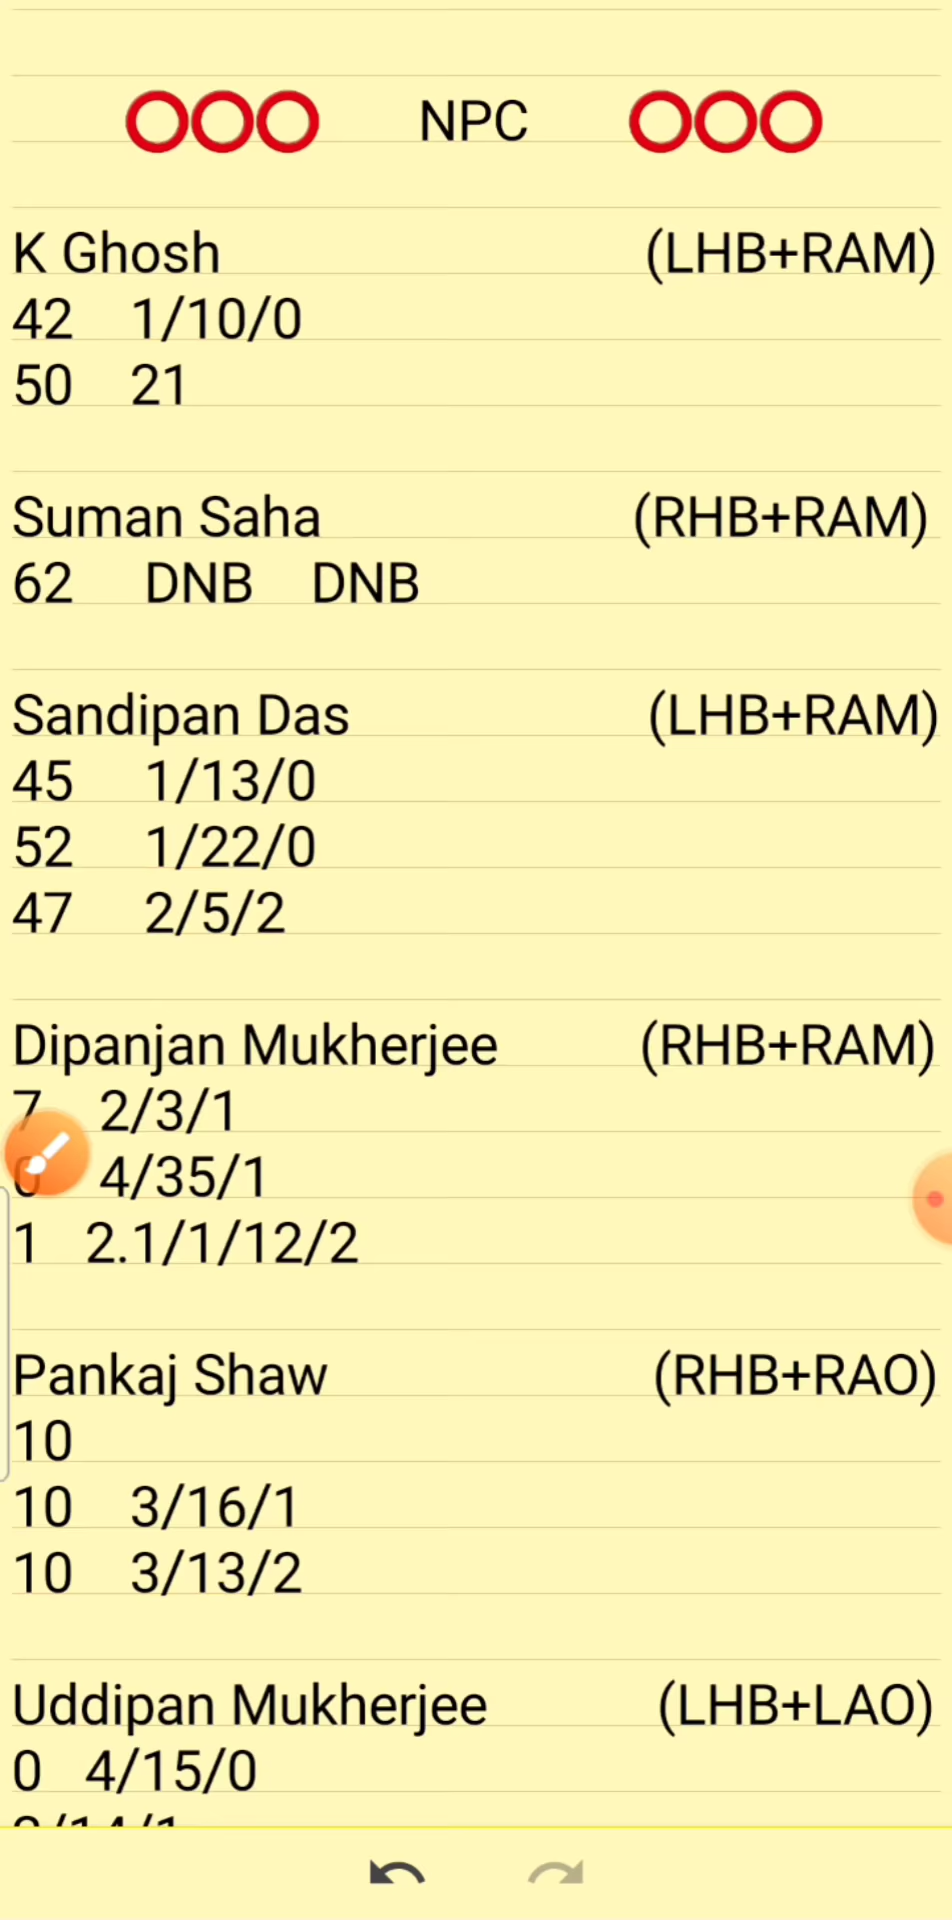 ⭕⭕⭕ NPC ⭕⭕⭕
K Ghosh (LHB+RAM)
42 1/10/0
50 21
Suman Saha (RHB+RAM)
62 DNB DNB
Sandipan Das (LHB+RAM)
45 1/13/0
52 1/22/0
47 2/5/2
Dipanjan Mukherjee (RHB+RAM)
7 2/3/1
0 4/35/1
1 2.1/1/12/2
Pankaj Shaw (RHB+RAO)
10
10 3/16/1
10 3/13/2
Uddipan Mukherjee (LHB+LAO)
0 4/15/0